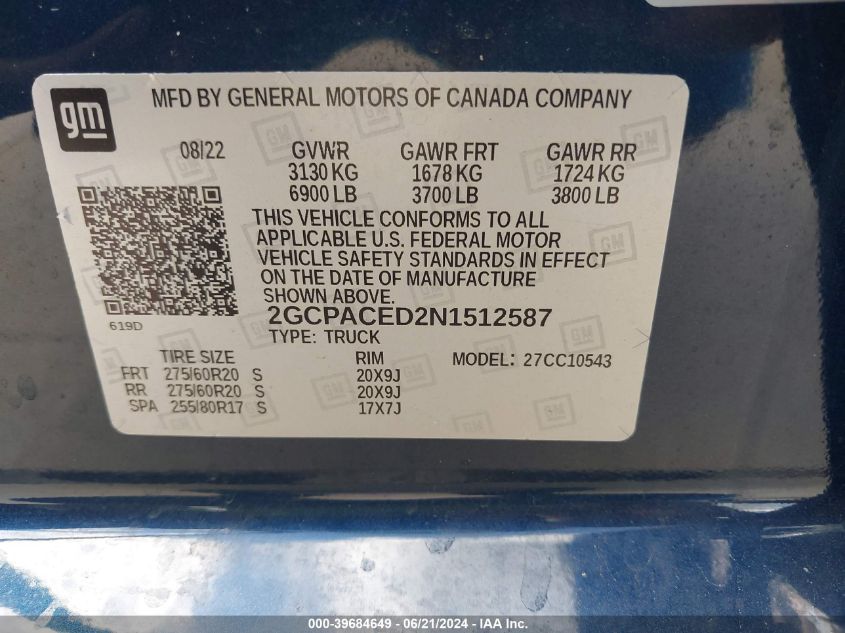 gm
MFD BY GENERAL MOTORS OF CANADA COMPANY
08/22 GVWR GAWR FRT GAWR RR
3130 KG 1678 KG 1724 KG
6900 LB 3700 LB 3800 LB
THIS VEHICLE CONFORMS TO ALL
APPLICABLE U.S. FEDERAL MOTOR
VEHICLE SAFETY STANDARDS IN EFFECT
ON THE DATE OF MANUFACTURE
SHOWN ABOVE.
619D
2GCPACED2N1512587
TYPE: TRUCK
TIRE SIZE RIM MODEL: 27CC10543
FRT 275/60R20 S 20X9J
RR 275/60R20 S 20X9J
SPA 255/80R17 S 17X7J
000-39684649 - 06/21/2024 - IAAI.COM